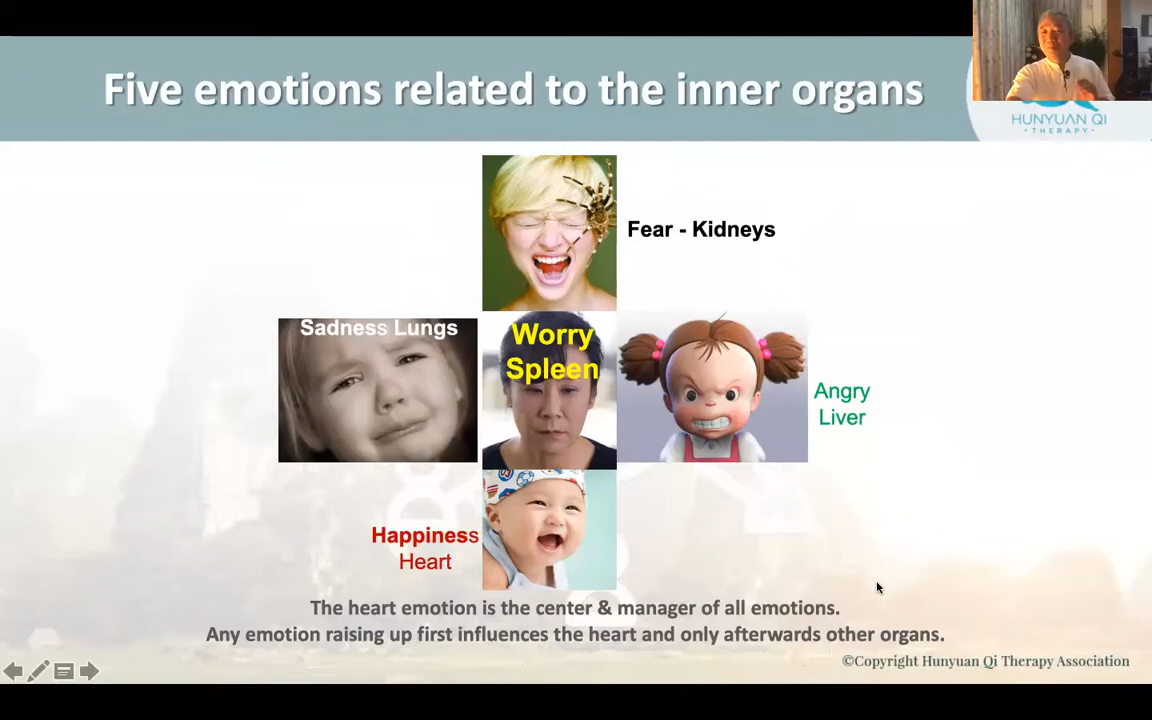 Five emotions related to the inner organs
HUNYUAN QI
• THERAPY •
Fear - Kidneys
Sadness Lungs
Worry
Spleen
Angry
Liver
Happiness
Heart
The heart emotion is the center & manager of all emotions.
Any emotion raising up first influences the heart and only afterwards other organs.
©Copyright Hunyuan Qi Therapy Association